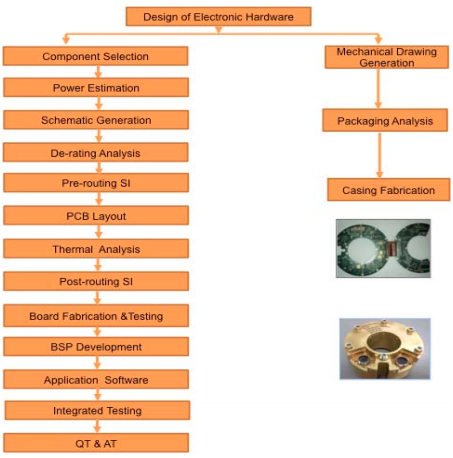 Design of Electronic Hardware
Component Selection
Power Estimation
Schematic Generation
De-rating Analysis
Pre-routing SI
PCB Layout
Thermal Analysis
Post-routing SI
Board Fabrication &Testing
BSP Development
Application Software
Integrated Testing
QT & AT
Mechanical Drawing
Generation
Packaging Analysis
Casing Fabrication